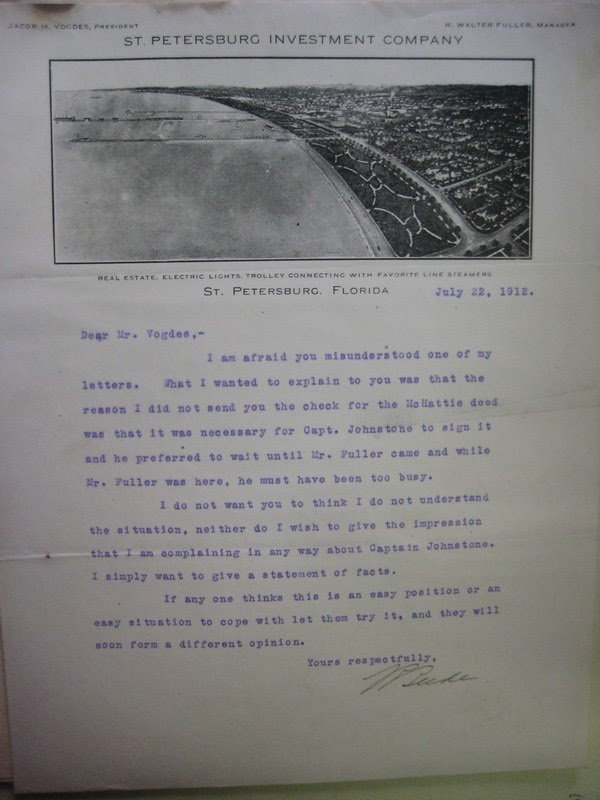 JACOB M. VOGDES, PRESIDENT
H. WALTER FULLER, MANAGER
ST. PETERSBURG INVESTMENT COMPANY
REAL ESTATE, ELECTRIC LIGHTS, TROLLEY CONNECTING WITH FAVORITE LINE STEAMERS
ST. PETERSBURG, FLORIDA
July 22, 1912.
Dear Mr. Vogdes,-
I am afraid you misunderstood one of my
letters. What I wanted to explain to you was that the
reason I did not send you the check for the McHattie deed
was that it was necessary for Capt. Johnstone to sign it
and he preferred to wait until Mr. Fuller came and while
Mr. Fuller was here, he must have been too busy.
I do not want you to think I do not understand
the situation, neither do I wish to give the impression
that I am complaining in any way about Captain Johnstone.
I simply want to give a statement of facts.
If any one thinks this is an easy position or an
easy situation to cope with let them try it, and they will
soon form a different opinion.
Yours respectfully,